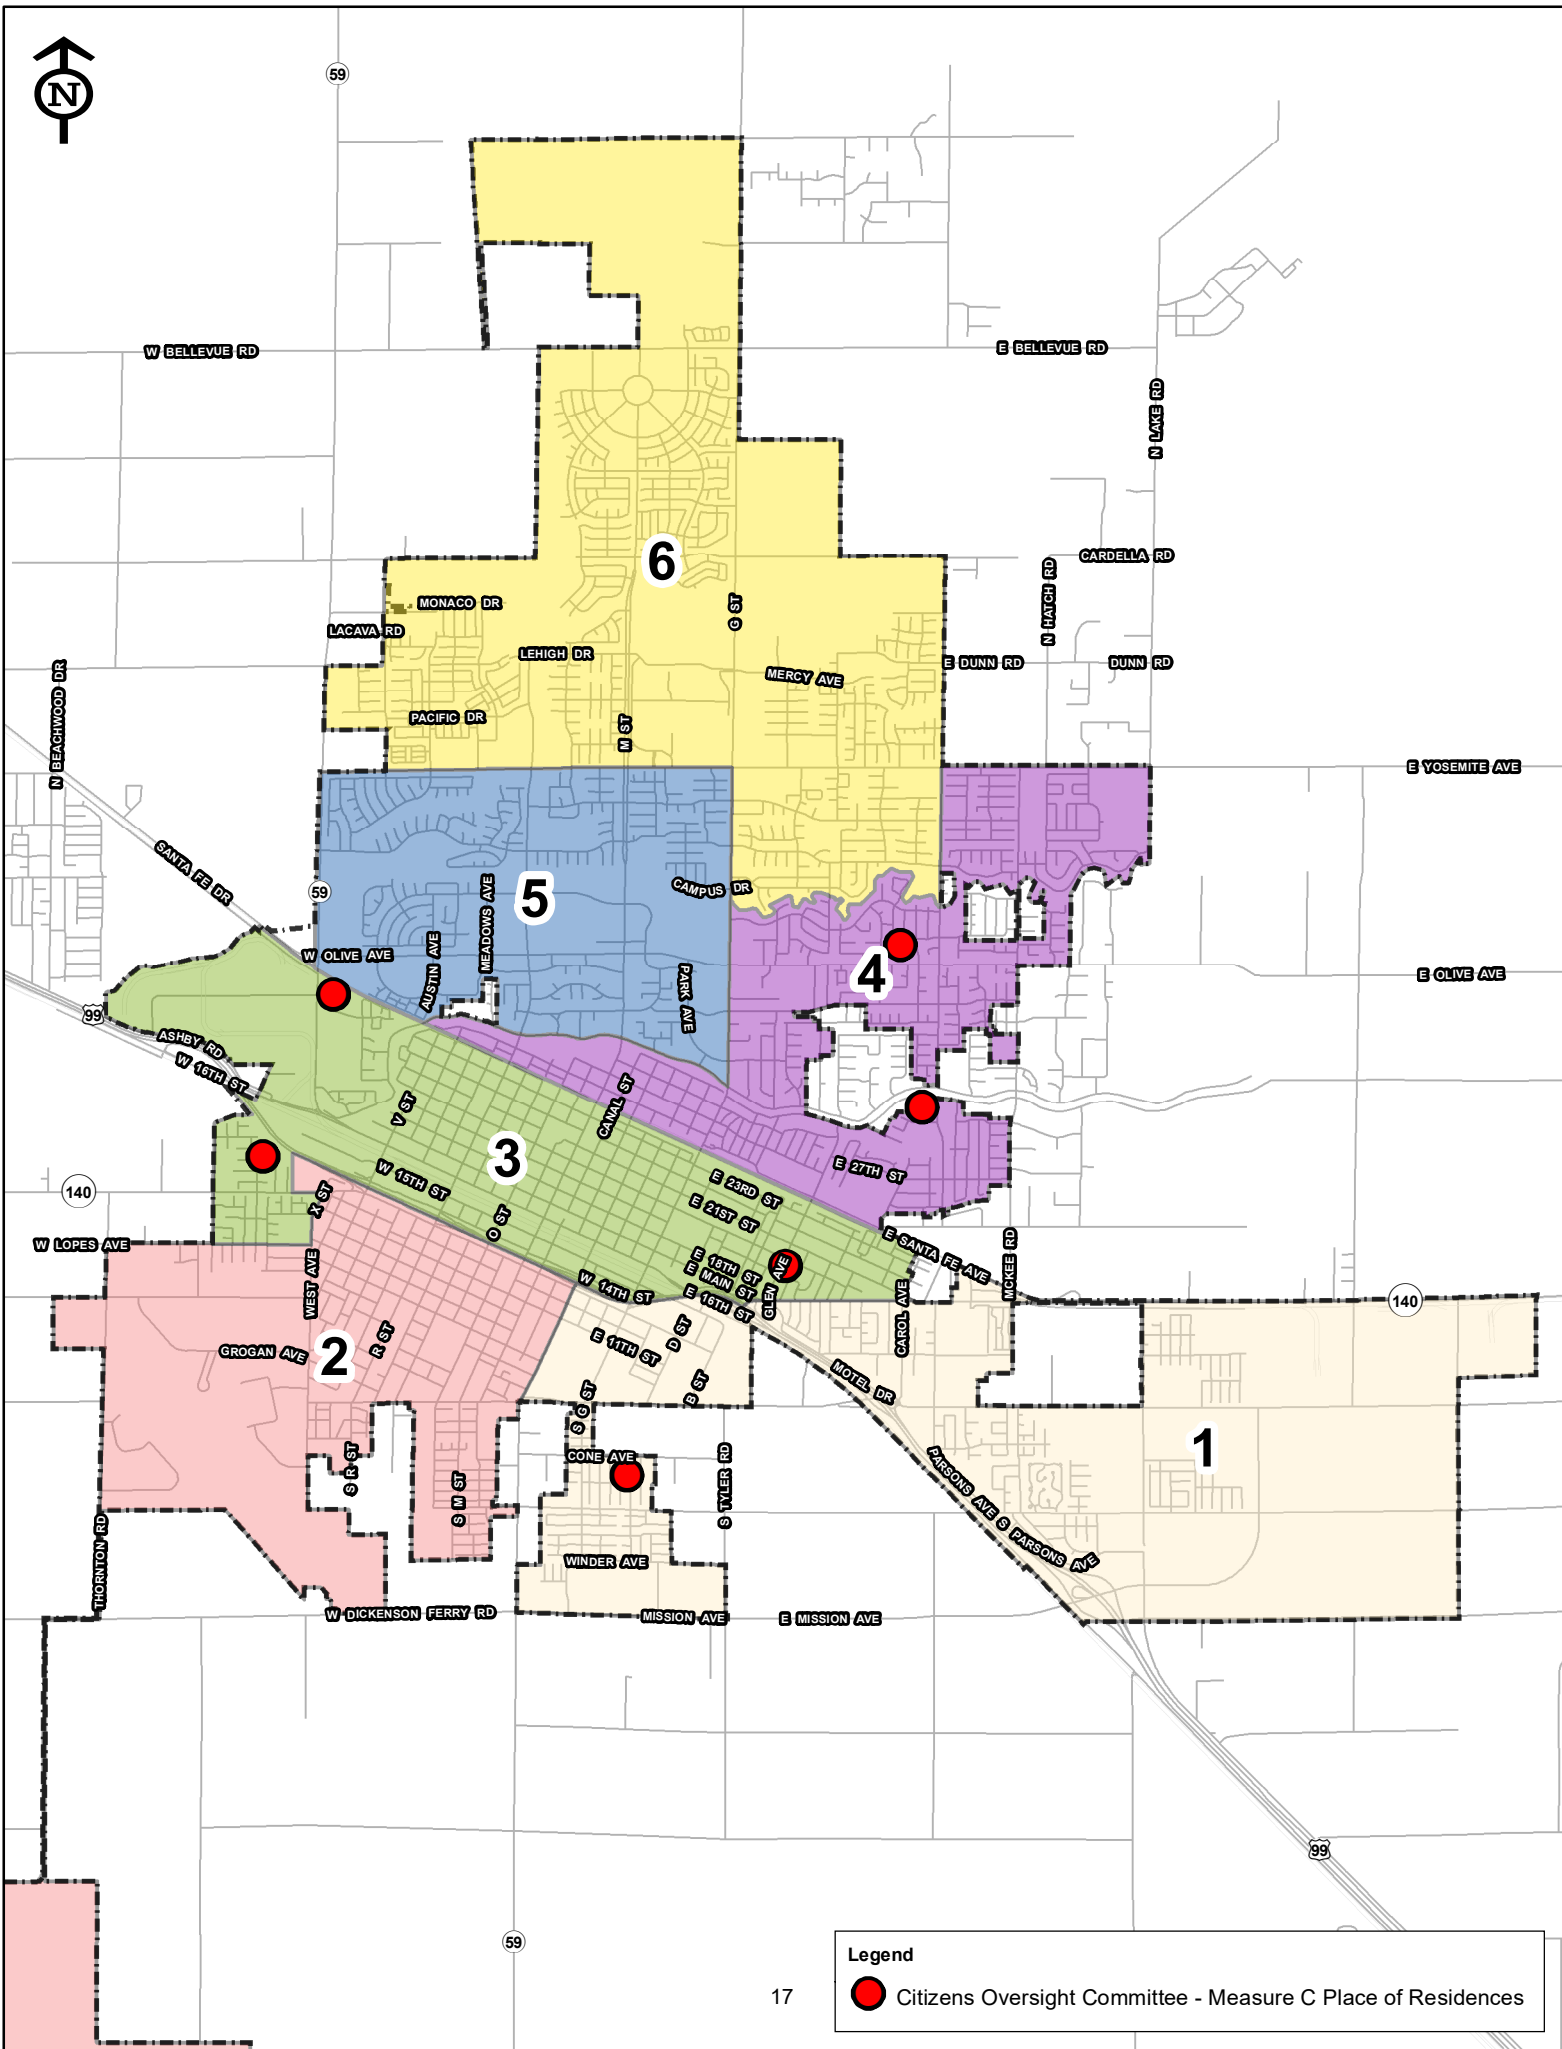 N
59
W BELLEVUE RD
E BELLEVUE RD
N LAKE RD
6
CARDELLA RD
N HATCH RD
MONACO DR
G ST
LACAVA RD
LEHIGH DR
E DUNN RD
DUNN RD
MERCY AVE
N BEACHWOOD DR
PACIFIC DR
M ST
E YOSEMITE AVE
SANTA FE DR
59
MEADOWS AVE
5
CAMPUS DR
W OLIVE AVE
AUSTIN AVE
4
E OLIVE AVE
PARK AVE
99
ASHBY RD
W 16TH ST
V ST
CANAL ST
3
W 15TH ST
E 27TH ST
E 23RD ST
140
X ST
E 21ST ST
O ST
W LOPES AVE
E SANTA FE AVE
MCKEE RD
WEST AVE
E 18TH ST
E MAIN ST
GLEN AVE
W 14TH ST
E 16TH ST
CAROL AVE
140
GROGAN AVE
2
R ST
E 11TH ST
D ST
B ST
MOTEL DR
S G ST
1
CONE AVE
S R ST
S M ST
S TYLER RD
PARSONS AVE
S PARSONS AVE
THORNTON RD
WINDER AVE
W DICKENSON FERRY RD
MISSION AVE
E MISSION AVE
99
59
Legend
17
Citizens Oversight Committee - Measure C Place of Residences